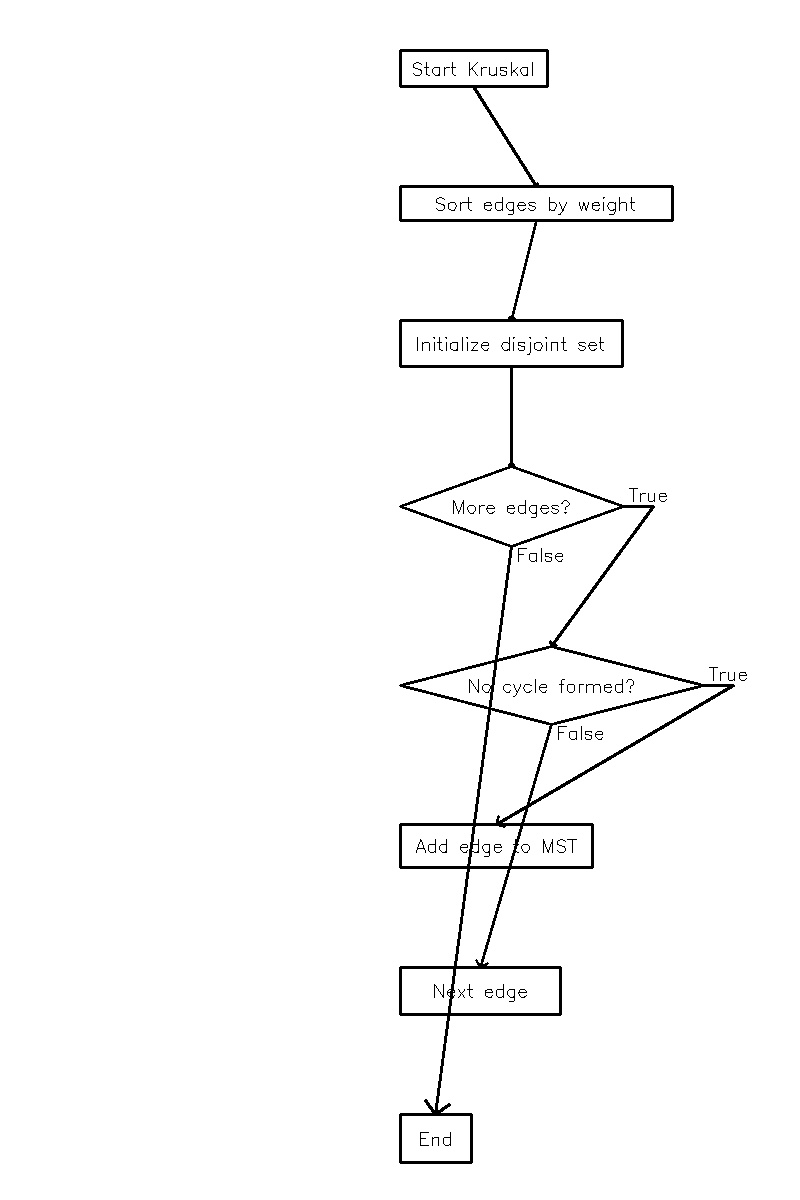 Start Kruskal
Sort edges by weight
Initialize disjoint set
More edges?
True
False
No cycle formed?
True
False
Add edge to MST
Next edge
End